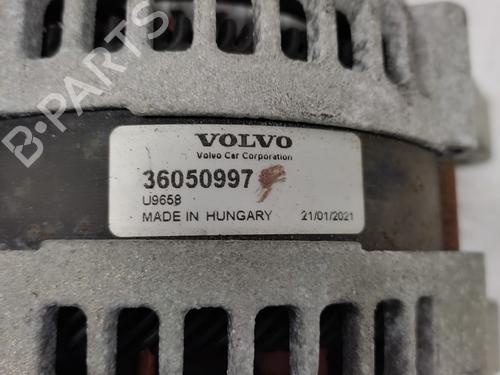 B-PARTS
VOLVO
Volvo Car Corporation
36050997
U9658
MADE IN HUNGARY 21/01/2021